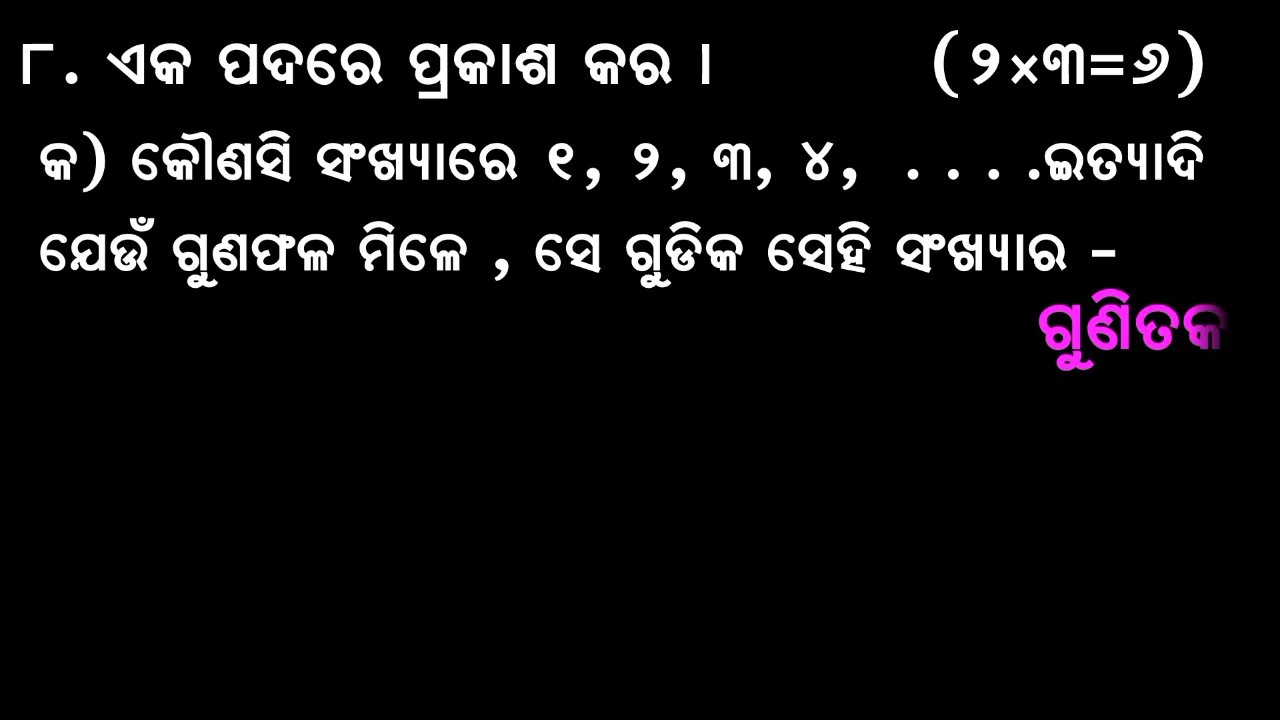 ୮. ଏକ ପଦରେ ପ୍ରକାଶ କର । (୨×୩=୬)
କ) କୌଣସି ସଂଖ୍ୟାରେ ୧, ୨, ୩, ୪, . . . .ଇତ୍ୟାଦି
ଯେଉଁ ଗୁଣଫଳ ମିଳେ , ସେ ଗୁଡିକ ସେହି ସଂଖ୍ୟାର -
ଗୁଣିତକ